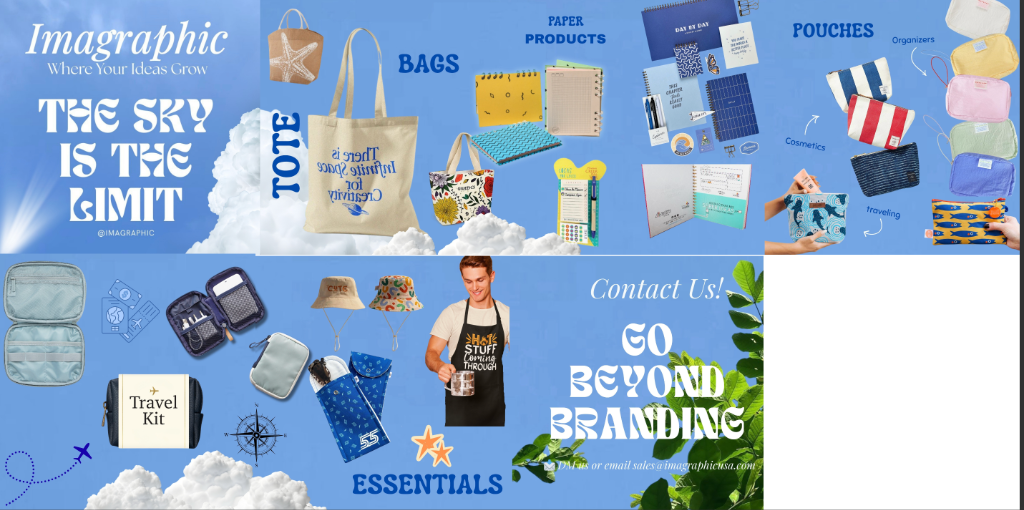 Imagraphic
Where Your Ideas Grow
THE SKY
IS THE
LIMIT
@IMAGRAPHIC
TOTE
BAGS
There is
Infinite Space
for
Creativity
PAPER
PRODUCTS
DAY BY DAY
POUCHES
Organizers
Cosmetics
traveling
Travel
Kit
HOT
STUFF
Coming
THROUGH
ESSENTIALS
Contact Us!
GO
BEYOND
BRANDING
DM us or email sales@imagraphicusa.com